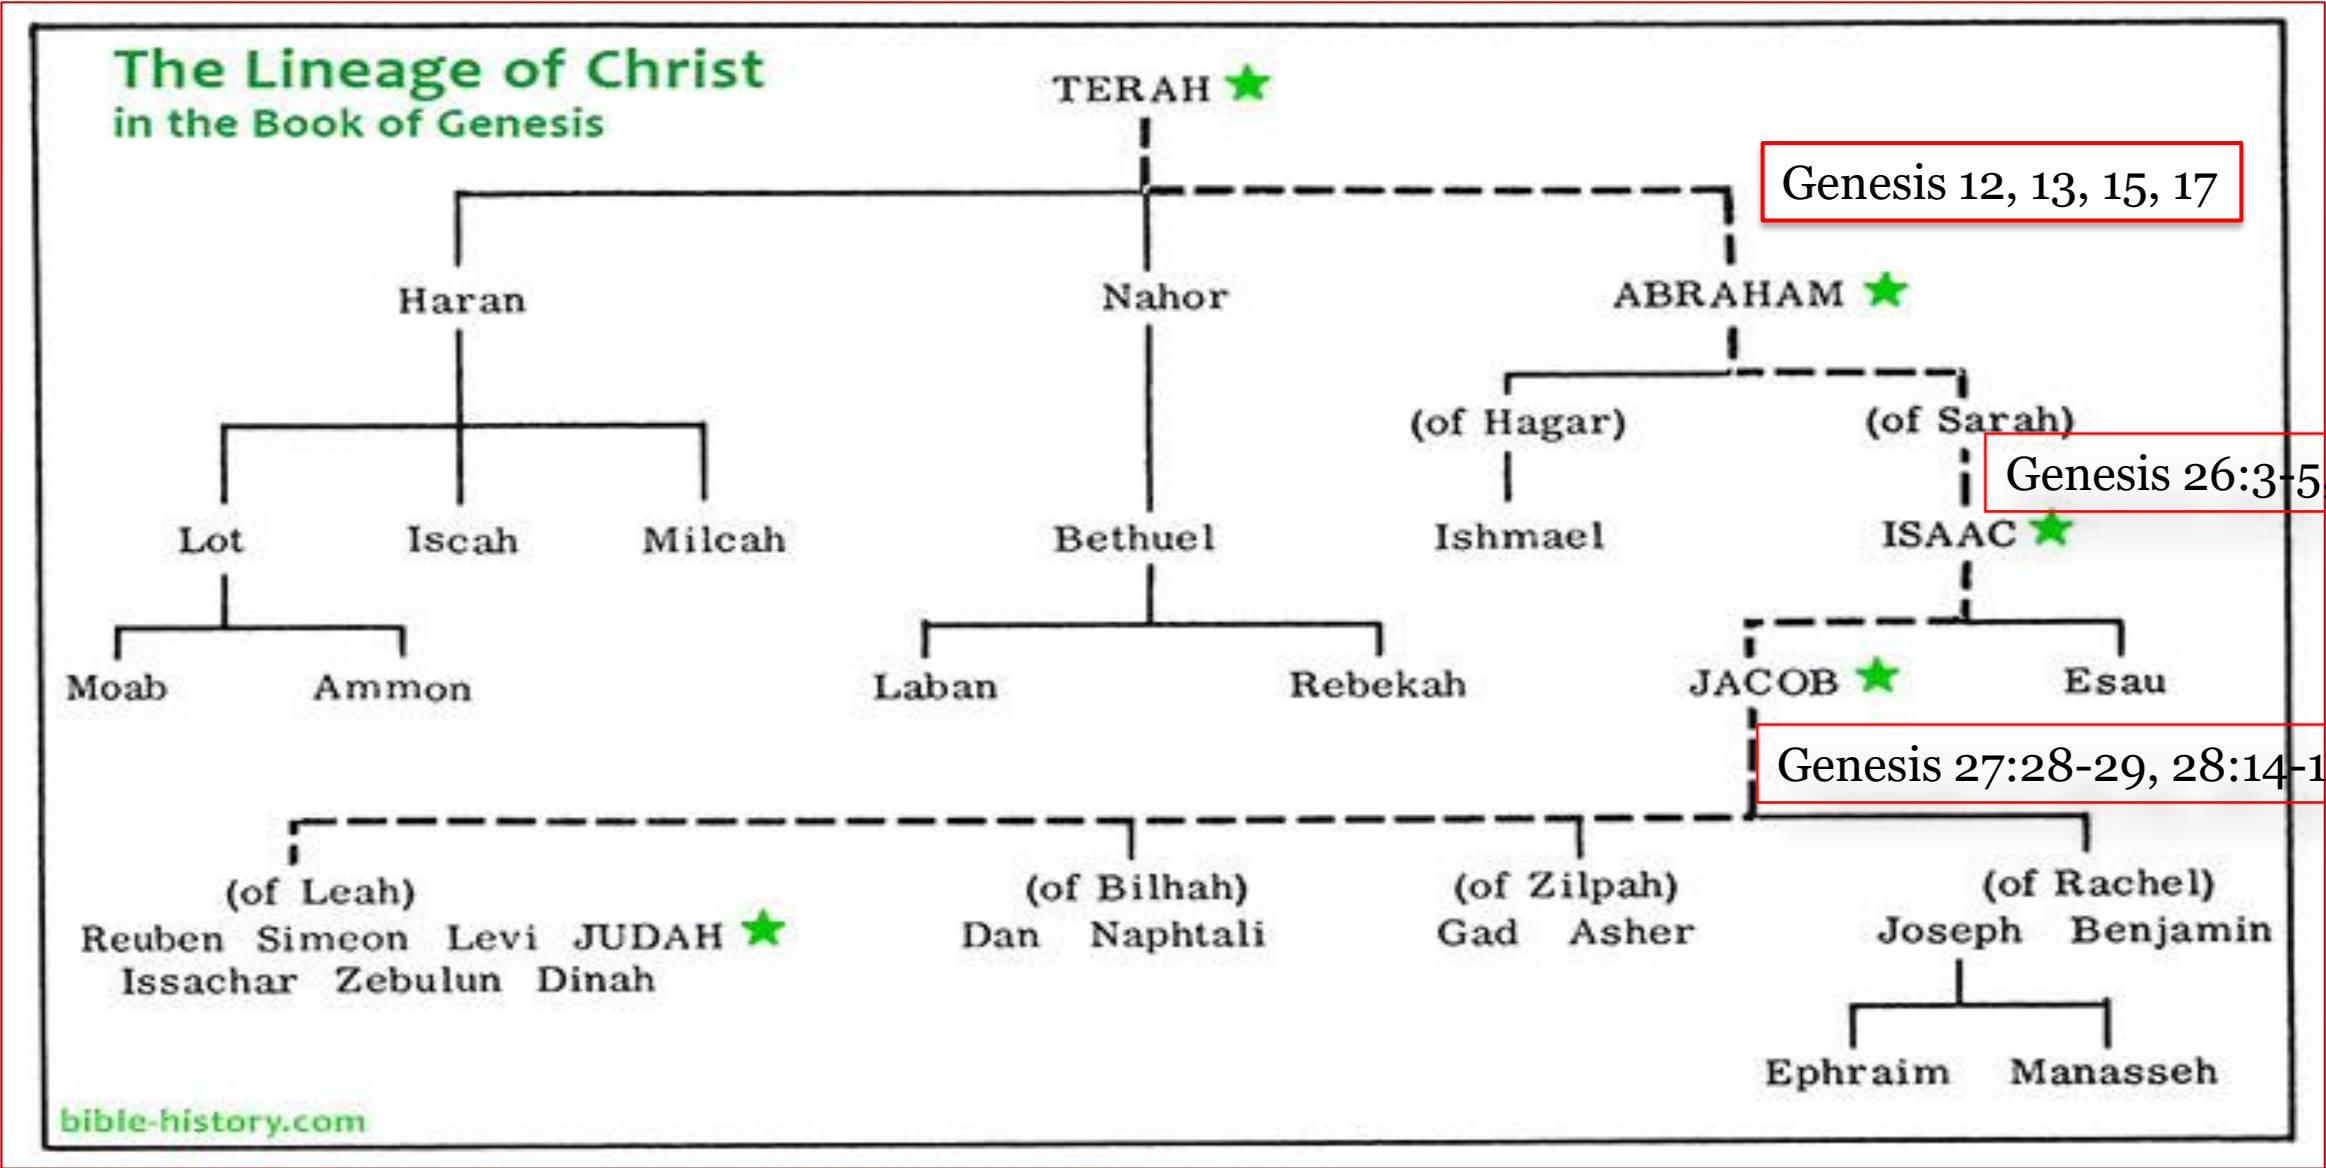 The Lineage of Christ
in the Book of Genesis
TERAH
Genesis 12, 13, 15, 17
Haran Nahor ABRAHAM
(of Hagar) (of Sarah)
Genesis 26:3-5,
Lot Iscah Milcah Bethuel Ishmael ISAAC
Moab Ammon Laban Rebekah JACOB Esau
Genesis 27:28-29, 28:14-1
(of Leah) (of Bilhah) (of Zilpah) (of Rachel)
Reuben Simeon Levi JUDAH Dan Naphtali Gad Asher Joseph Benjamin
Issachar Zebulun Dinah
Ephraim Manasseh
bible-history.com